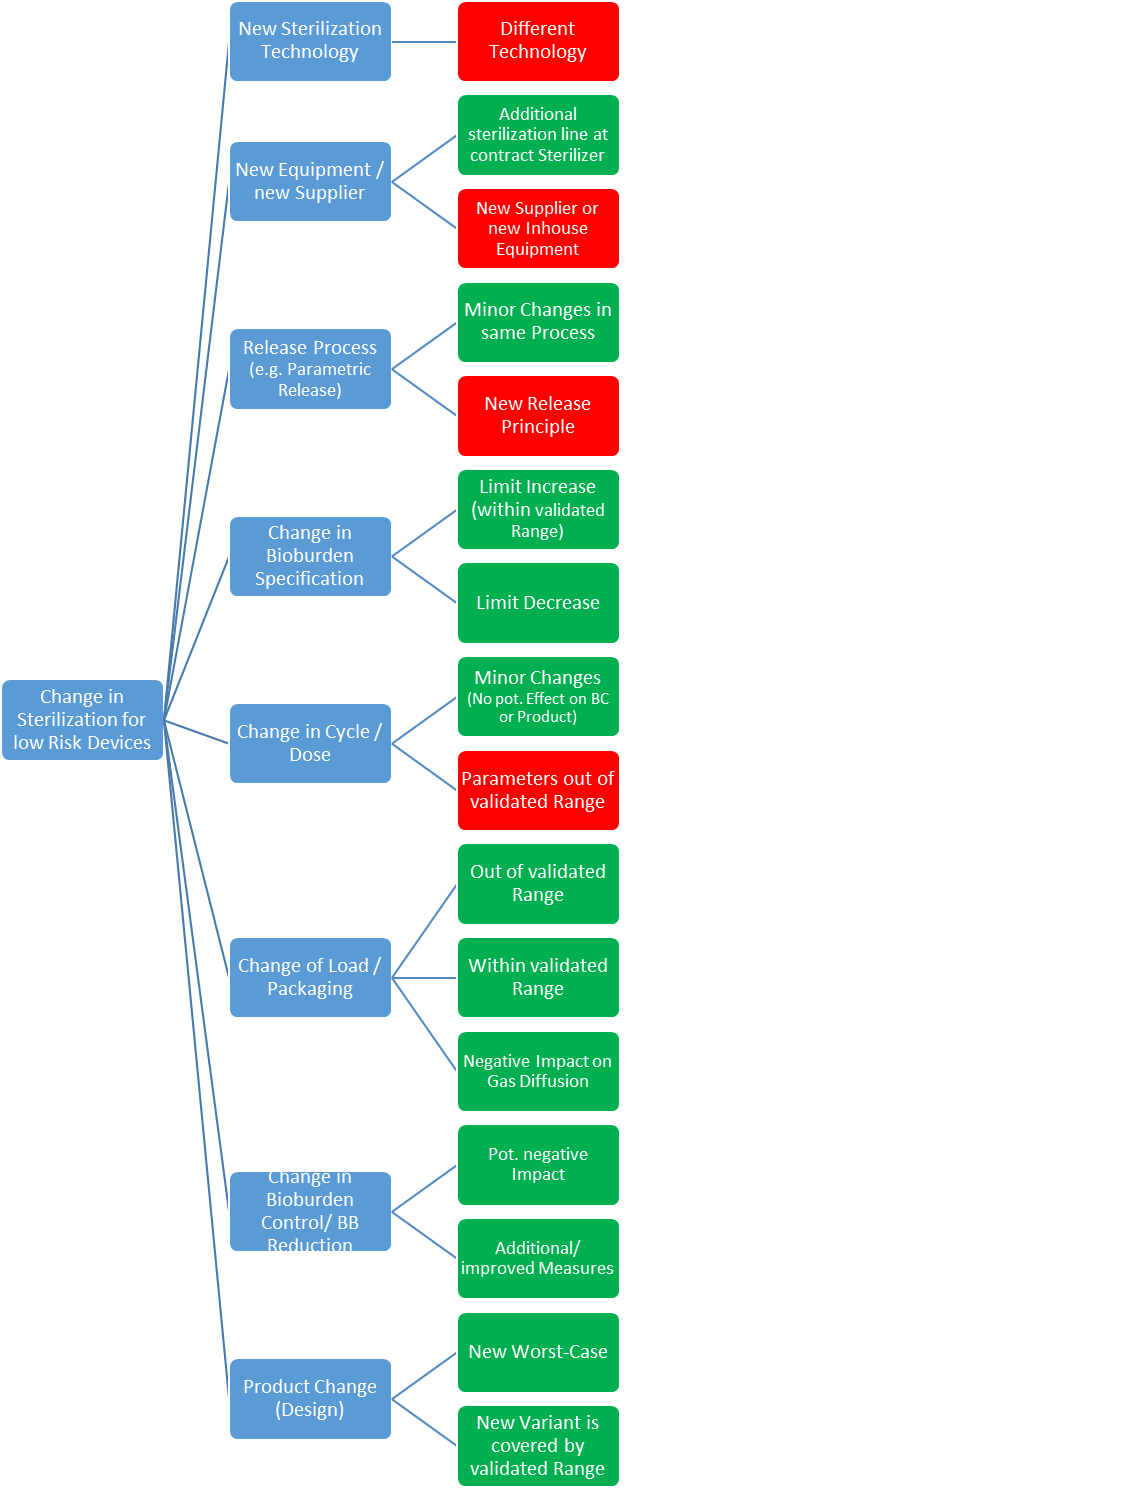 New Sterilization
Technology
Different
Technology
New Equipment /
new Supplier
Additional
sterilization line at
contract Sterilizer
New Supplier or
new Inhouse
Equipment
Release Process
(e.g. Parametric
Release)
Minor Changes in
same Process
New Release
Principle
Change in
Bioburden
Specification
Limit Increase
(within validated
Range)
Limit Decrease
Change in
Sterilization for
low Risk Devices
Change in Cycle /
Dose
Minor Changes
(No pot. Effect on BC
or Product)
Parameters out of
validated Range
Change of Load /
Packaging
Out of validated
Range
Within validated
Range
Negative Impact on
Gas Diffusion
Change in
Bioburden
Control/ BB
Reduction
Pot. negative
Impact
Additional/
improved Measures
Product Change
(Design)
New Worst-Case
New Variant is
covered by
validated Range